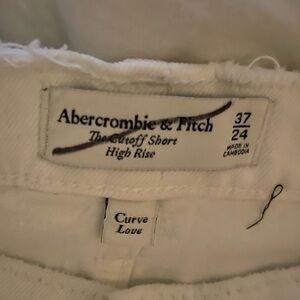 Abercrombie & Fitch
The Cutoff Short
High Rise
37
24
MADE IN
CAMBODIA
Curve
Love